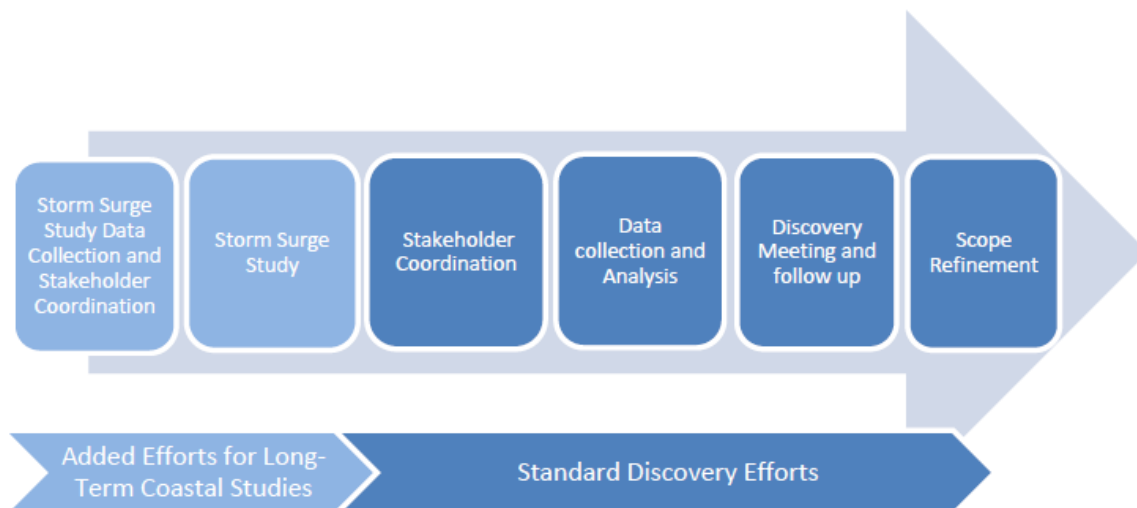 Storm Surge
Study Data
Collection and
Stakeholder
Coordination
Storm Surge
Study
Stakeholder
Coordination
Data
collection and
Analysis
Discovery
Meeting and
follow up
Scope
Refinement
Added Efforts for Long-
Term Coastal Studies
Standard Discovery Efforts